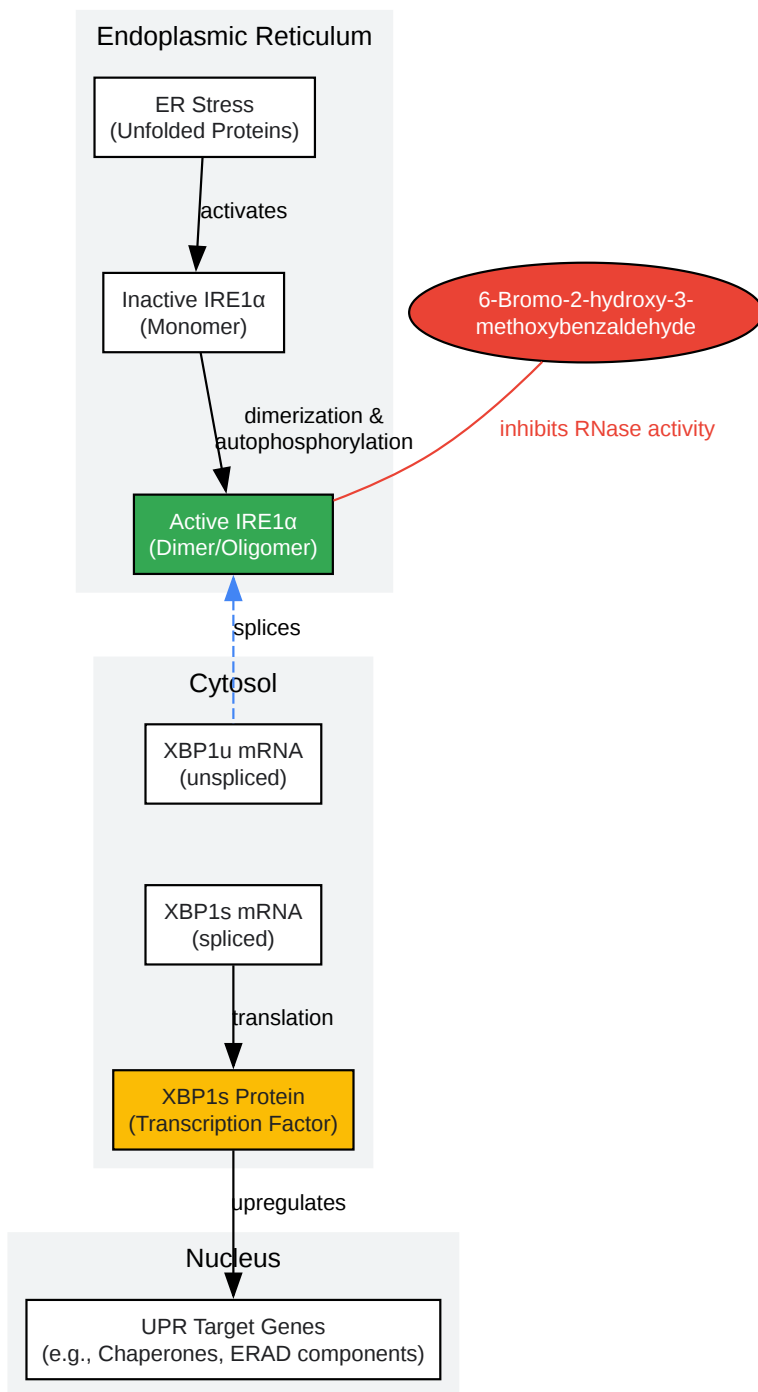 Endoplasmic Reticulum
ER Stress
(Unfolded Proteins)
activates
Inactive IRE1α
(Monomer)
6-Bromo-2-hydroxy-3-
methoxybenzaldehyde
dimerization &
autophosphorylation
inhibits RNase activity
Active IRE1α
(Dimer/Oligomer)
splices
Cytosol
XBP1u mRNA
(unspliced)
XBP1s mRNA
(spliced)
translation
XBP1s Protein
(Transcription Factor)
upregulates
Nucleus
UPR Target Genes
(e.g., Chaperones, ERAD components)